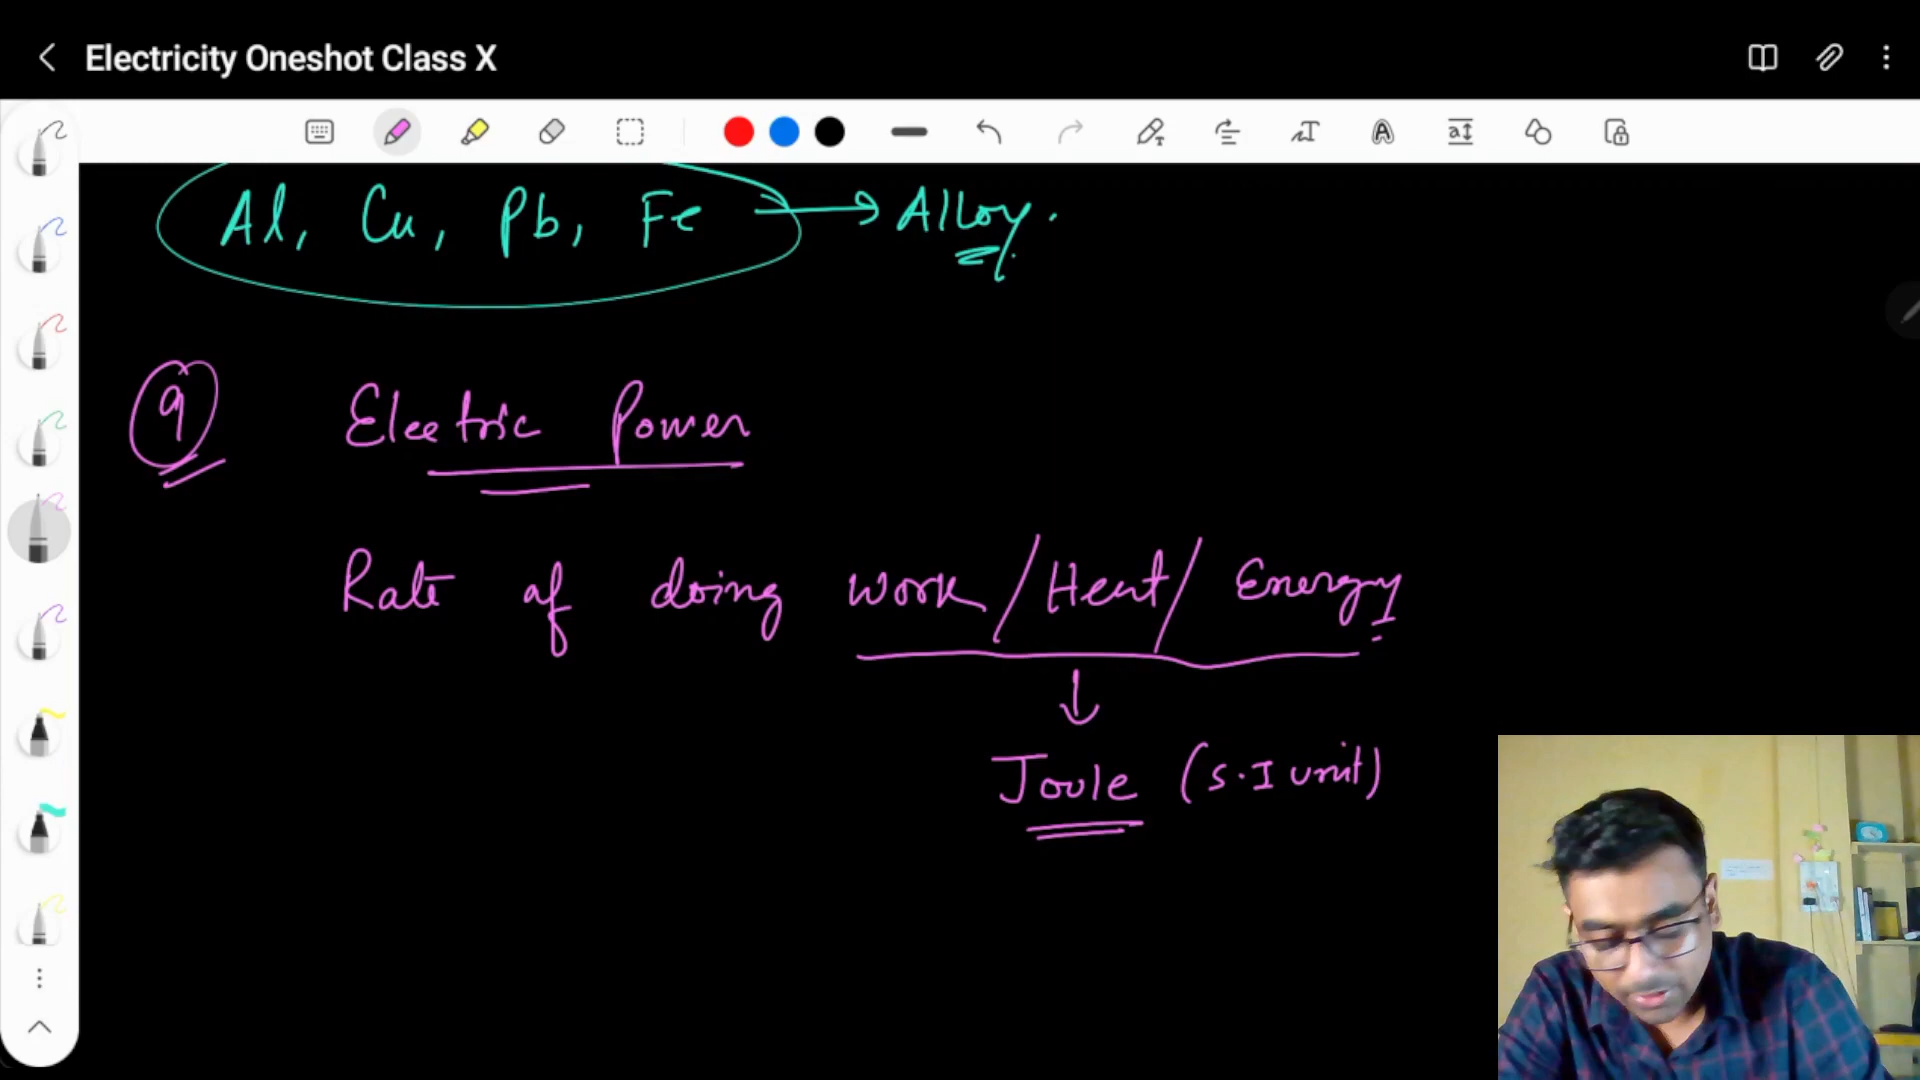 Electricity Oneshot Class X
Al, Cu, Pb, Fe → Alloy.
9 Electric Power
Rate of doing work/Heat/Energy
↓
Joule (S.I unit)